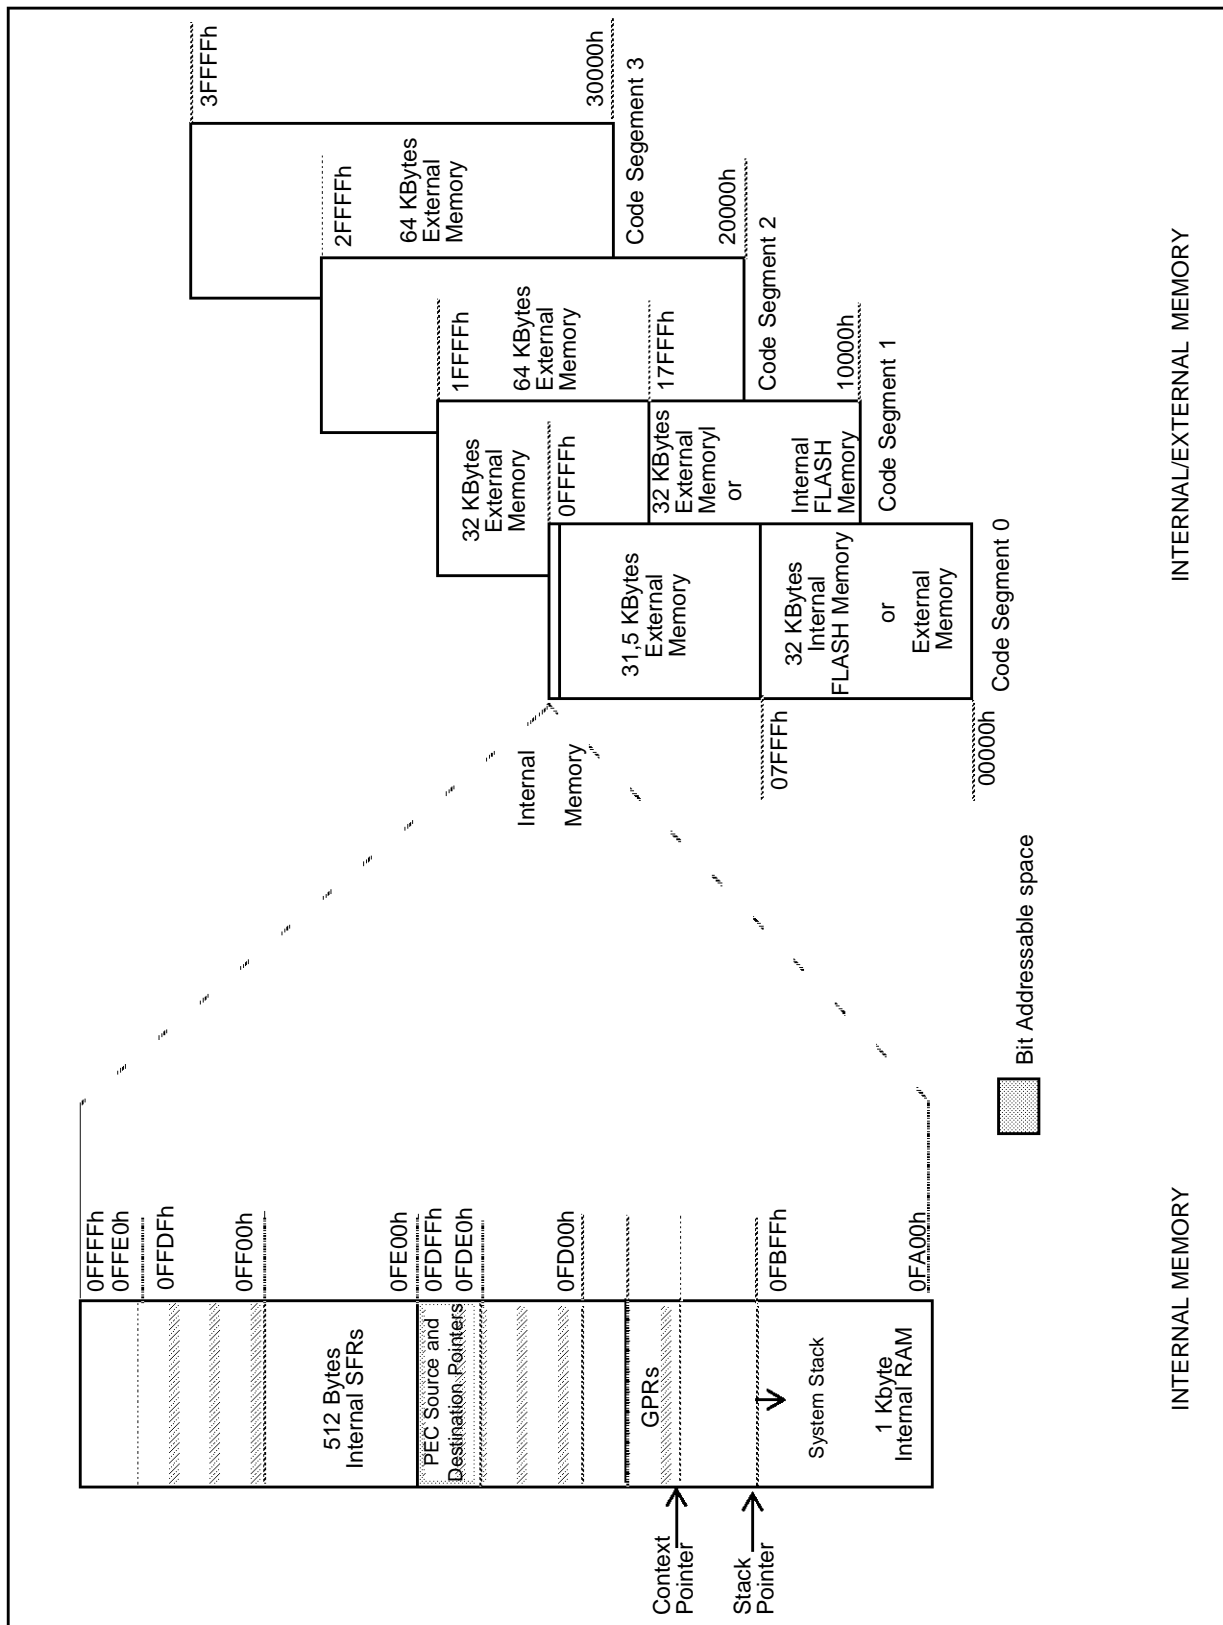 3FFFFh
30000h
Code Segement 3
64 KBytes
External
Memory
2FFFFh
20000h
Code Segment 2
64 KBytes
External
Memory
1FFFFh
17FFFh
10000h
Code Segment 1
32 KBytes
External
Memory
32 KBytes
External
Memoryl
or
Internal
FLASH
Memory
0FFFFh
31,5 KBytes
External
Memory
32 KBytes
Internal
FLASH Memory
or
External
Memory
Code Segment 0
07FFFh
00000h
Internal
Memory
Bit Addressable space
INTERNAL/EXTERNAL MEMORY
0FFFFh
0FFE0h
0FFDFh
0FF00h
0FE00h
0FDFFh
0FDE0h
0FD00h
0FBFFh
0FA00h
512 Bytes
Internal SFRs
PEC Source and
Destination Pointers
GPRs
System Stack
1 Kbyte
Internal RAM
Context
Pointer
Stack
Pointer
INTERNAL MEMORY